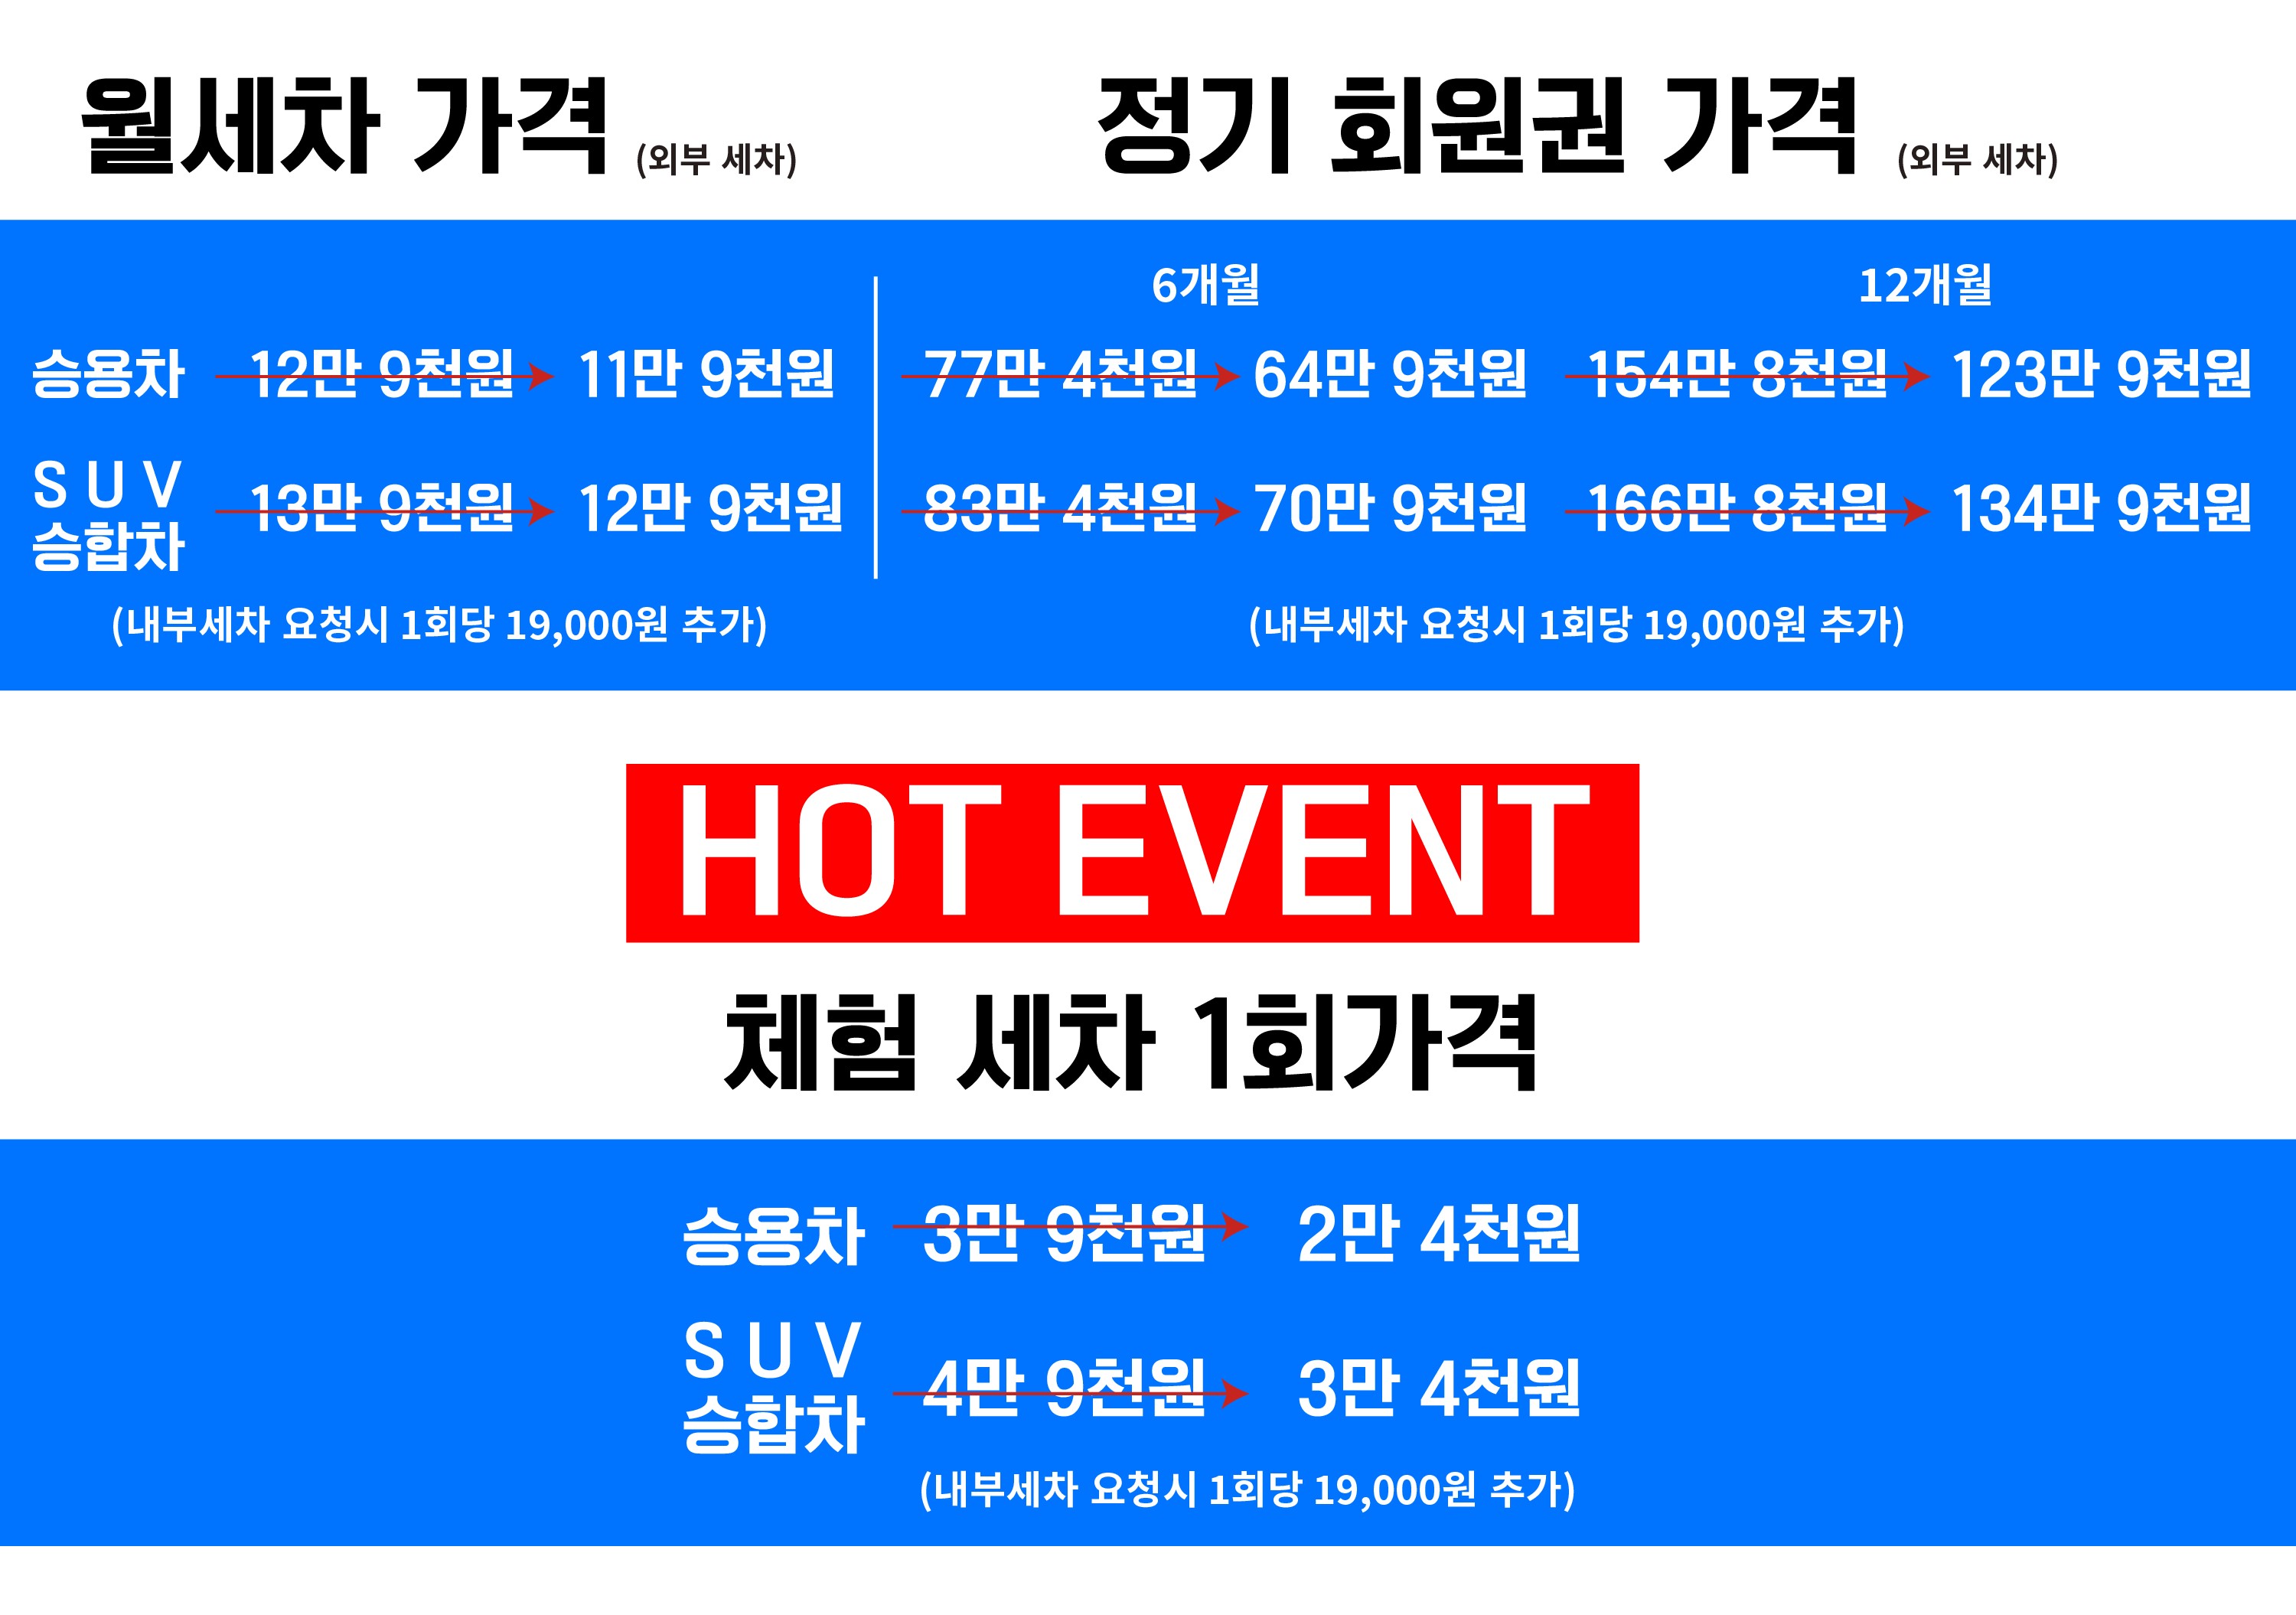 월세차 가격 (외부 세차)
정기 회원권 가격 (외부 세차)
6개월 12개월
승용차 12만 9천원 11만 9천원 77만 4천원 64만 9천원 154만 8천원 123만 9천원
SUV
승합차 13만 9천원 12만 9천원 83만 4천원 70만 9천원 166만 8천원 134만 9천원
(내부세차 요청시 1회당 19,000원 추가) (내부세차 요청시 1회당 19,000원 추가)
HOT EVENT
체험 세차 1회가격
승용차 3만 9천원 2만 4천원
SUV
승합차 4만 9천원 3만 4천원
(내부세차 요청시 1회당 19,000원 추가)